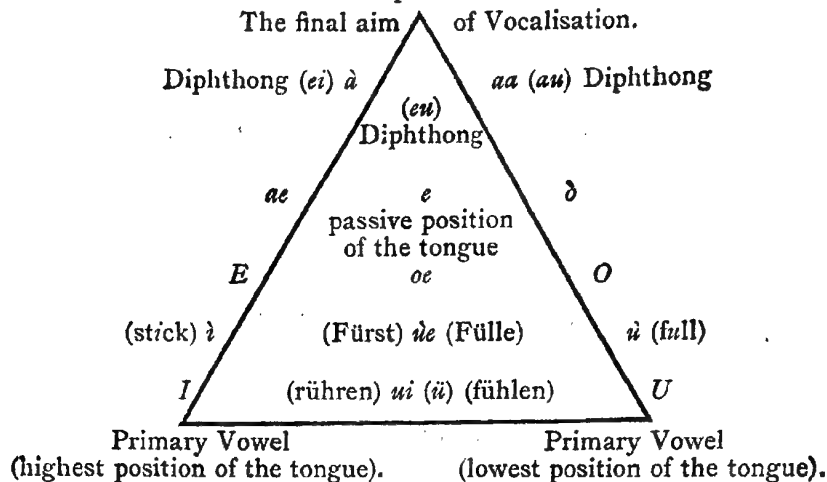 The final aim of Vocalisation.
Diphthong (ei) à aa (au) Diphthong
(eu)
Diphthong
ae e ò
passive position
of the tongue
E oe O
(stick) ì (Fürst) ùe (Fülle) ù (full)
I (rühren) ui (ü) (fühlen) U
Primary Vowel Primary Vowel
(highest position of the tongue). (lowest position of the tongue).